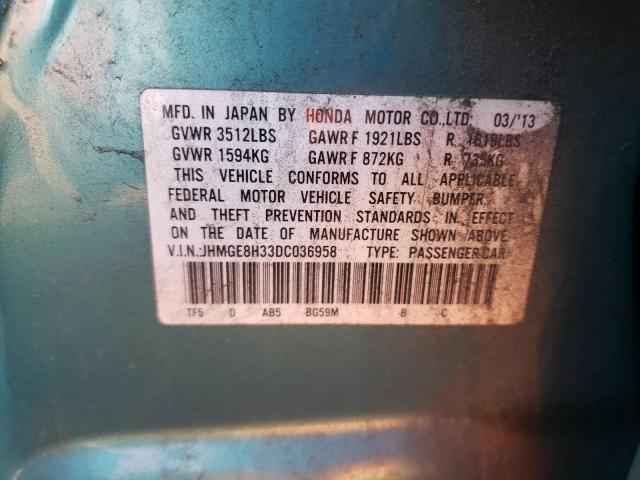 MFD. IN JAPAN BY HONDA MOTOR CO.,LTD. 03/'13
GVWR 3512LBS GAWR F 1921LBS R 1619LBS
GVWR 1594KG GAWR F 872KG R 735KG
THIS VEHICLE CONFORMS TO ALL APPLICABLE
FEDERAL MOTOR VEHICLE SAFETY, BUMPER,
AND THEFT PREVENTION STANDARDS IN EFFECT
ON THE DATE OF MANUFACTURE SHOWN ABOVE.
V.I.N.:JHMGE8H33DC036958 TYPE: PASSENGER CAR
TF5 0 AB5 BG59M B C